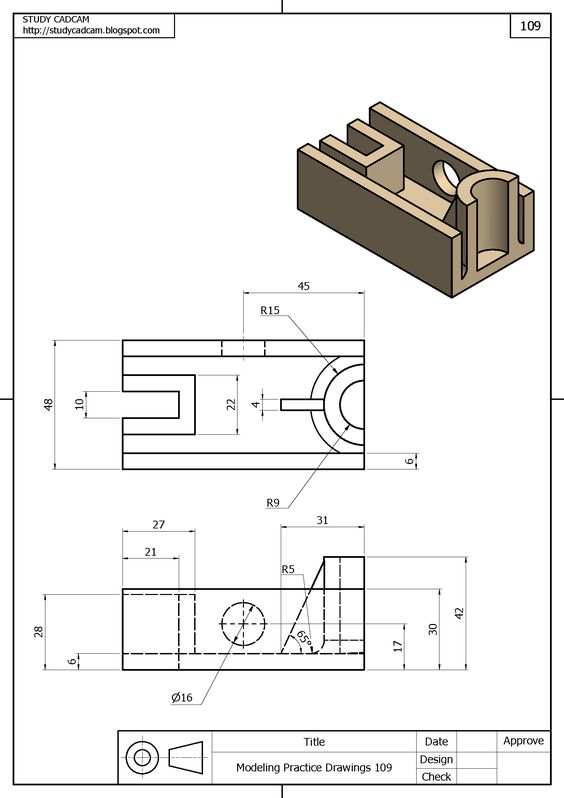 STUDY CADCAM
http://studycadcam.blogspot.com
109
45
R15
48
10
22
4
6
R9
31
27
21
R5
65°
28
6
17
30
42
Ø16
Title
Date
Approve
Modeling Practice Drawings 109
Design
Check